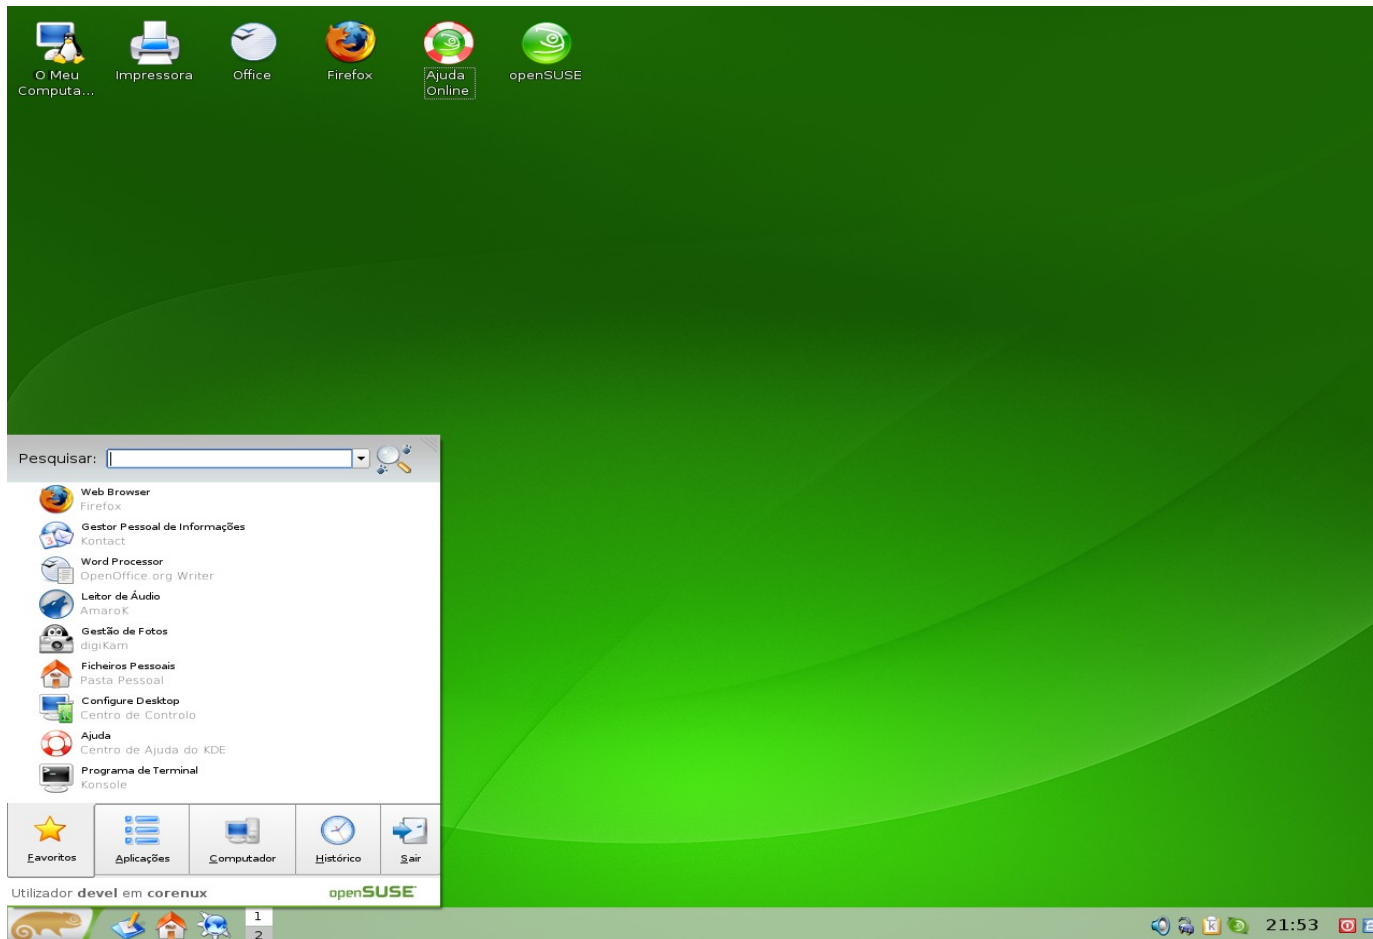 O Meu
Computa...
Impressora
Office
Firefox
Ajuda
Online
openSUSE
Pesquisar:
Web Browser
Firefox
Gestor Pessoal de Informações
Kontact
Word Processor
OpenOffice.org Writer
Leitor de Áudio
AmaroK
Gestão de Fotos
digiKam
Ficheiros Pessoais
Pasta Pessoal
Configure Desktop
Centro de Controlo
Ajuda
Centro de Ajuda do KDE
Programa de Terminal
Konsole
Favoritos
Aplicações
Computador
Histórico
Sair
Utilizador devel em corenux
openSUSE
1
2
21:53